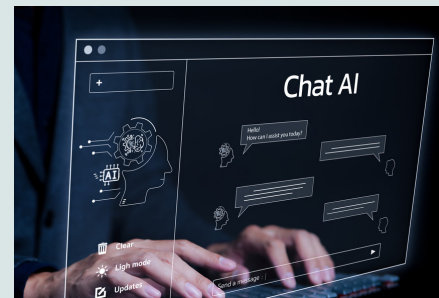 +
Chat AI
Hello!
How can I assist you today?
AI
Clear
Ligh mode
Updates
Send a message :